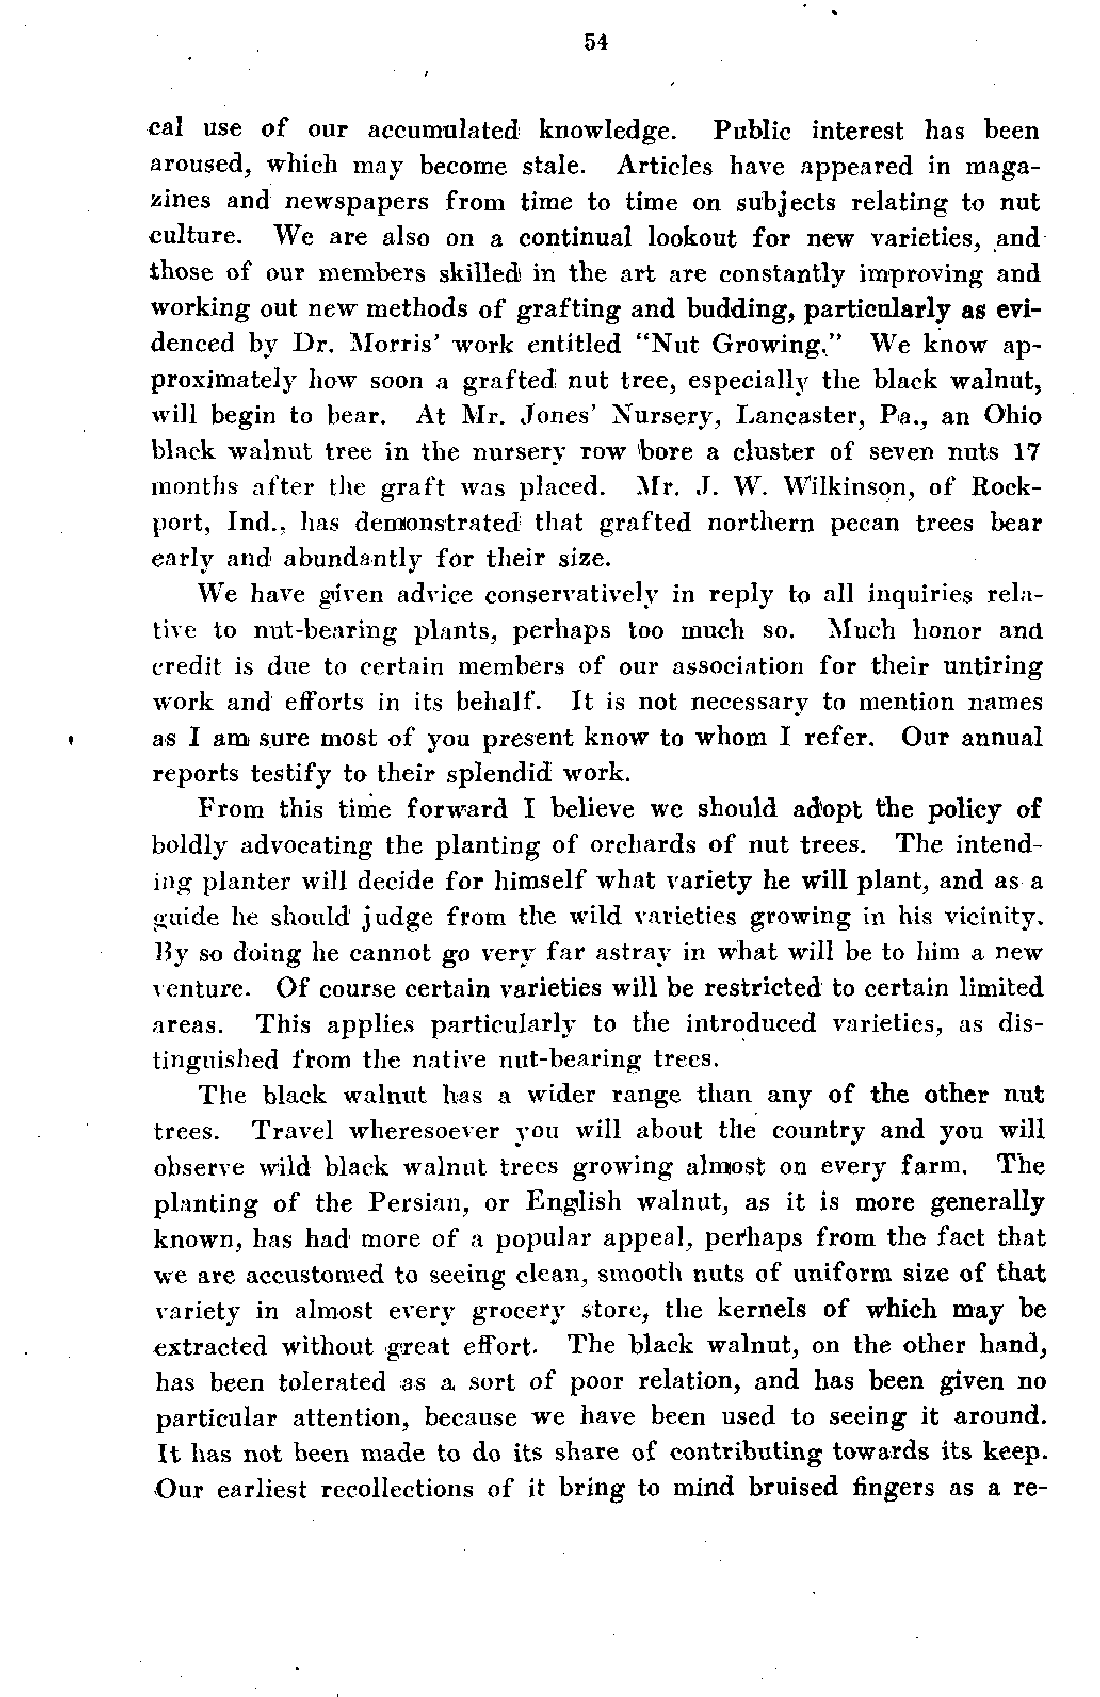 54
cal use of our accumulated knowledge. Public interest has been
aroused, which may become stale. Articles have appeared in maga-
zines and newspapers from time to time on subjects relating to nut
culture. We are also on a continual lookout for new varieties, and
those of our members skilled in the art are constantly improving and
working out new methods of grafting and budding, particularly as evi-
denced by Dr. Morris' work entitled "Nut Growing." We know ap-
proximately how soon a grafted nut tree, especially the black walnut,
will begin to bear. At Mr. Jones' Nursery, Lancaster, Pa., an Ohio
black walnut tree in the nursery row bore a cluster of seven nuts 17
months after the graft was placed. Mr. J. W. Wilkinson, of Rock-
port, Ind., has demonstrated that grafted northern pecan trees bear
early and abundantly for their size.
We have given advice conservatively in reply to all inquiries rela-
tive to nut-bearing plants, perhaps too much so. Much honor and
credit is due to certain members of our association for their untiring
work and efforts in its behalf. It is not necessary to mention names
as I am sure most of you present know to whom I refer. Our annual
reports testify to their splendid work.
From this time forward I believe we should adopt the policy of
boldly advocating the planting of orchards of nut trees. The intend-
ing planter will decide for himself what variety he will plant, and as a
guide he should judge from the wild varieties growing in his vicinity.
By so doing he cannot go very far astray in what will be to him a new
venture. Of course certain varieties will be restricted to certain limited
areas. This applies particularly to the introduced varieties, as dis-
tinguished from the native nut-bearing trees.
The black walnut has a wider range than any of the other nut
trees. Travel wheresoever you will about the country and you will
observe wild black walnut trees growing almost on every farm. The
planting of the Persian, or English walnut, as it is more generally
known, has had more of a popular appeal, perhaps from the fact that
we are accustomed to seeing clean, smooth nuts of uniform size of that
variety in almost every grocery store, the kernels of which may be
extracted without great effort. The black walnut, on the other hand,
has been tolerated as a sort of poor relation, and has been given no
particular attention, because we have been used to seeing it around.
It has not been made to do its share of contributing towards its keep.
Our earliest recollections of it bring to mind bruised fingers as a re-